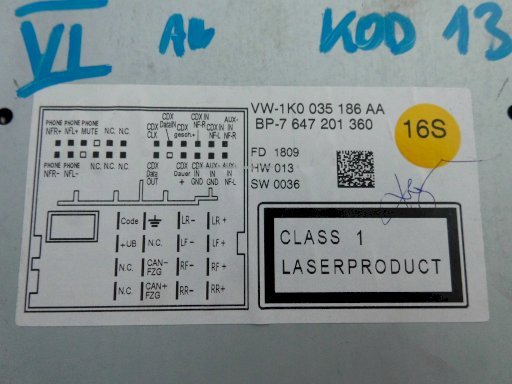 VI AW KOD 13
VW-1K0 035 186 AA
BP-7 647 201 360
16S
FD 1809
HW 013
SW 0036
CLASS 1
LASERPRODUCT
PHONE PHONE PHONE
NFR+ NFL+ MUTE N.C. N.C.
CDX CLK
CDX DataIN
CDX gesch.+
CDX IN NF-R
CDX IN NF-L
AUX- IN NF-R
PHONE PHONE
NFR- NFL- N.C. N.C. N.C.
CDX Data OUT
CDX Dauer +
CDX IN GND
AUX- IN GND
AUX- IN NF-L
Code LR- LR+
+UB N.C. LF- LF+
N.C. CAN- FZG RF- RF+
N.C. CAN+ FZG RR- RR+